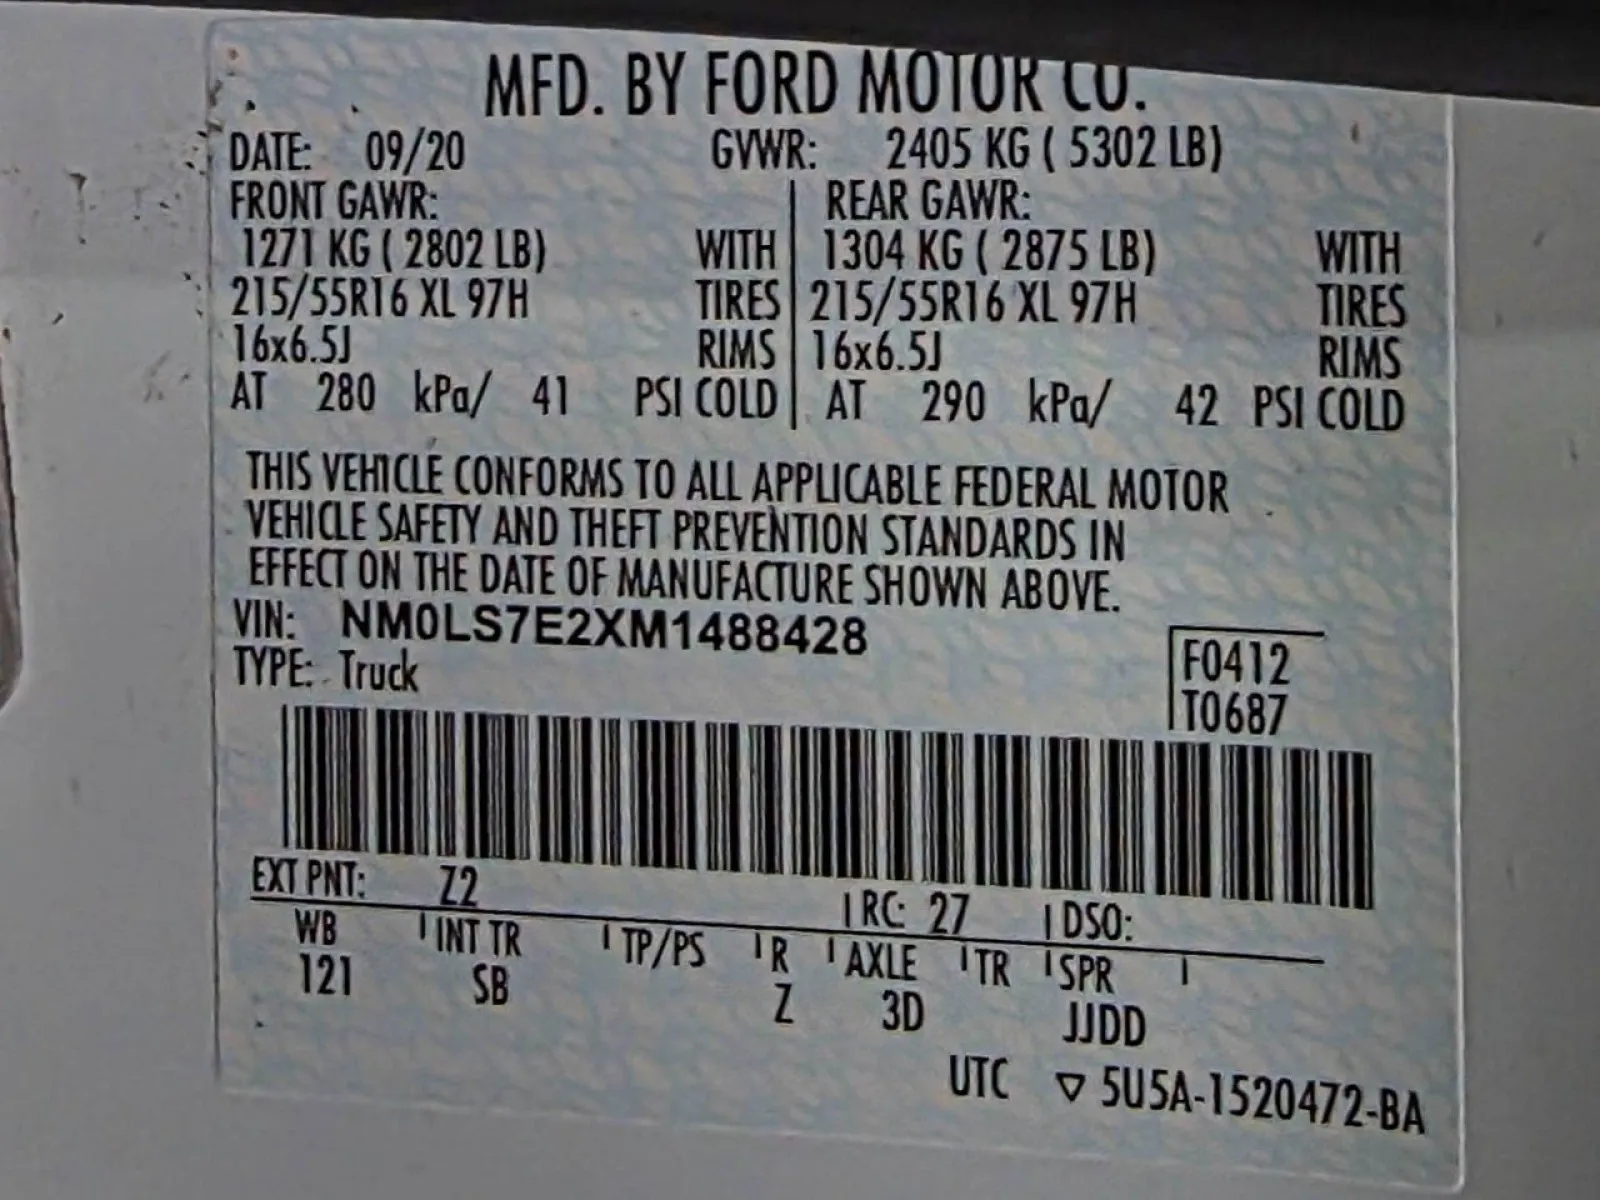 MFD. BY FORD MOTOR CO.
DATE: 09/20 GVWR: 2405 KG ( 5302 LB)
FRONT GAWR: REAR GAWR:
1271 KG ( 2802 LB) WITH 1304 KG ( 2875 LB) WITH
215/55R16 XL 97H TIRES 215/55R16 XL 97H TIRES
16x6.5J RIMS 16x6.5J RIMS
AT 280 kPa/ 41 PSI COLD AT 290 kPa/ 42 PSI COLD
THIS VEHICLE CONFORMS TO ALL APPLICABLE FEDERAL MOTOR
VEHICLE SAFETY AND THEFT PREVENTION STANDARDS IN
EFFECT ON THE DATE OF MANUFACTURE SHOWN ABOVE.
VIN: NM0LS7E2XM1488428
TYPE: Truck
F0412
T0687
EXT PNT: Z2 RC: 27 DSO:
WB INT TR TP/PS R AXLE TR SPR
121 SB Z 3D JJDD
UTC ▽ 5U5A-1520472-BA